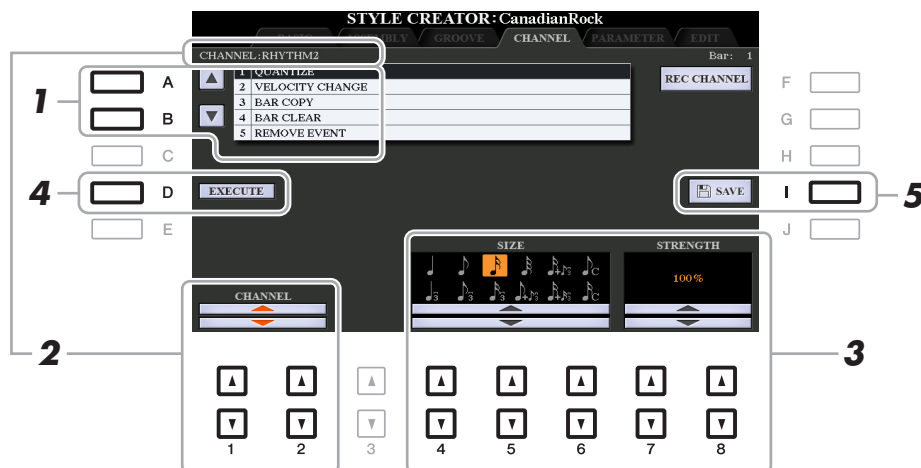 STYLE CREATOR:CanadianRock
BASIC ASSEMBLY GROOVE CHANNEL PARAMETER EDIT
CHANNEL:RHYTHM2 Bar: 1
1 QUANTIZE
2 VELOCITY CHANGE
3 BAR COPY
4 BAR CLEAR
5 REMOVE EVENT
REC CHANNEL
A
B
C
D
E
F
G
H
I
J
EXECUTE
SAVE
SIZE STRENGTH
100%
CHANNEL
1
2
3
4
5
1 2 3 4 5 6 7 8